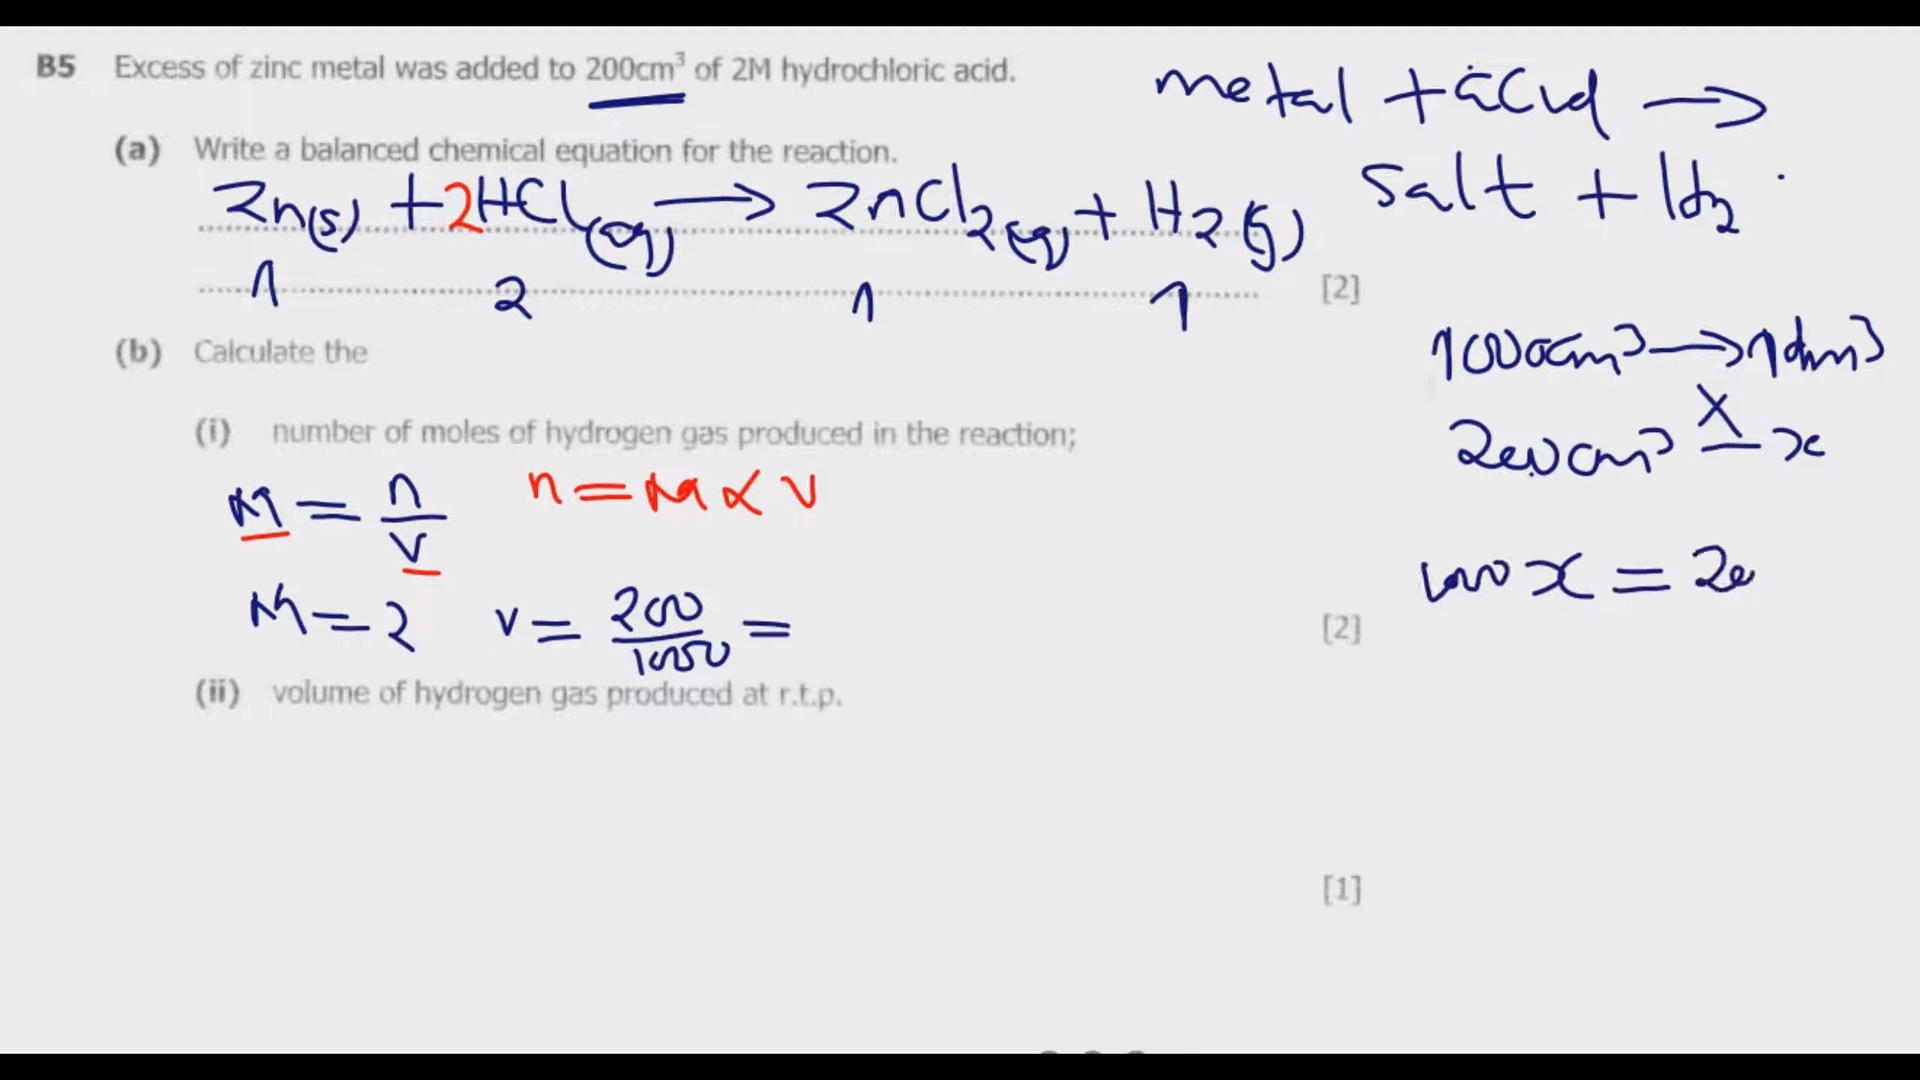 B5 Excess of zinc metal was added to 200cm³ of 2M hydrochloric acid.
metal + acid →
(a) Write a balanced chemical equation for the reaction.
salt + H2
Zn(s) + 2HCl(aq) → ZnCl2(aq) + H2(g)
1 2 1 1
[2]
1000cm³ → 1dm³
(b) Calculate the
(i) number of moles of hydrogen gas produced in the reaction;
200cm³ — x
X
M = n/v n = M × v
1000 x = 20
M = 2 v = 200/1000 =
[2]
(ii) volume of hydrogen gas produced at r.t.p.
[1]